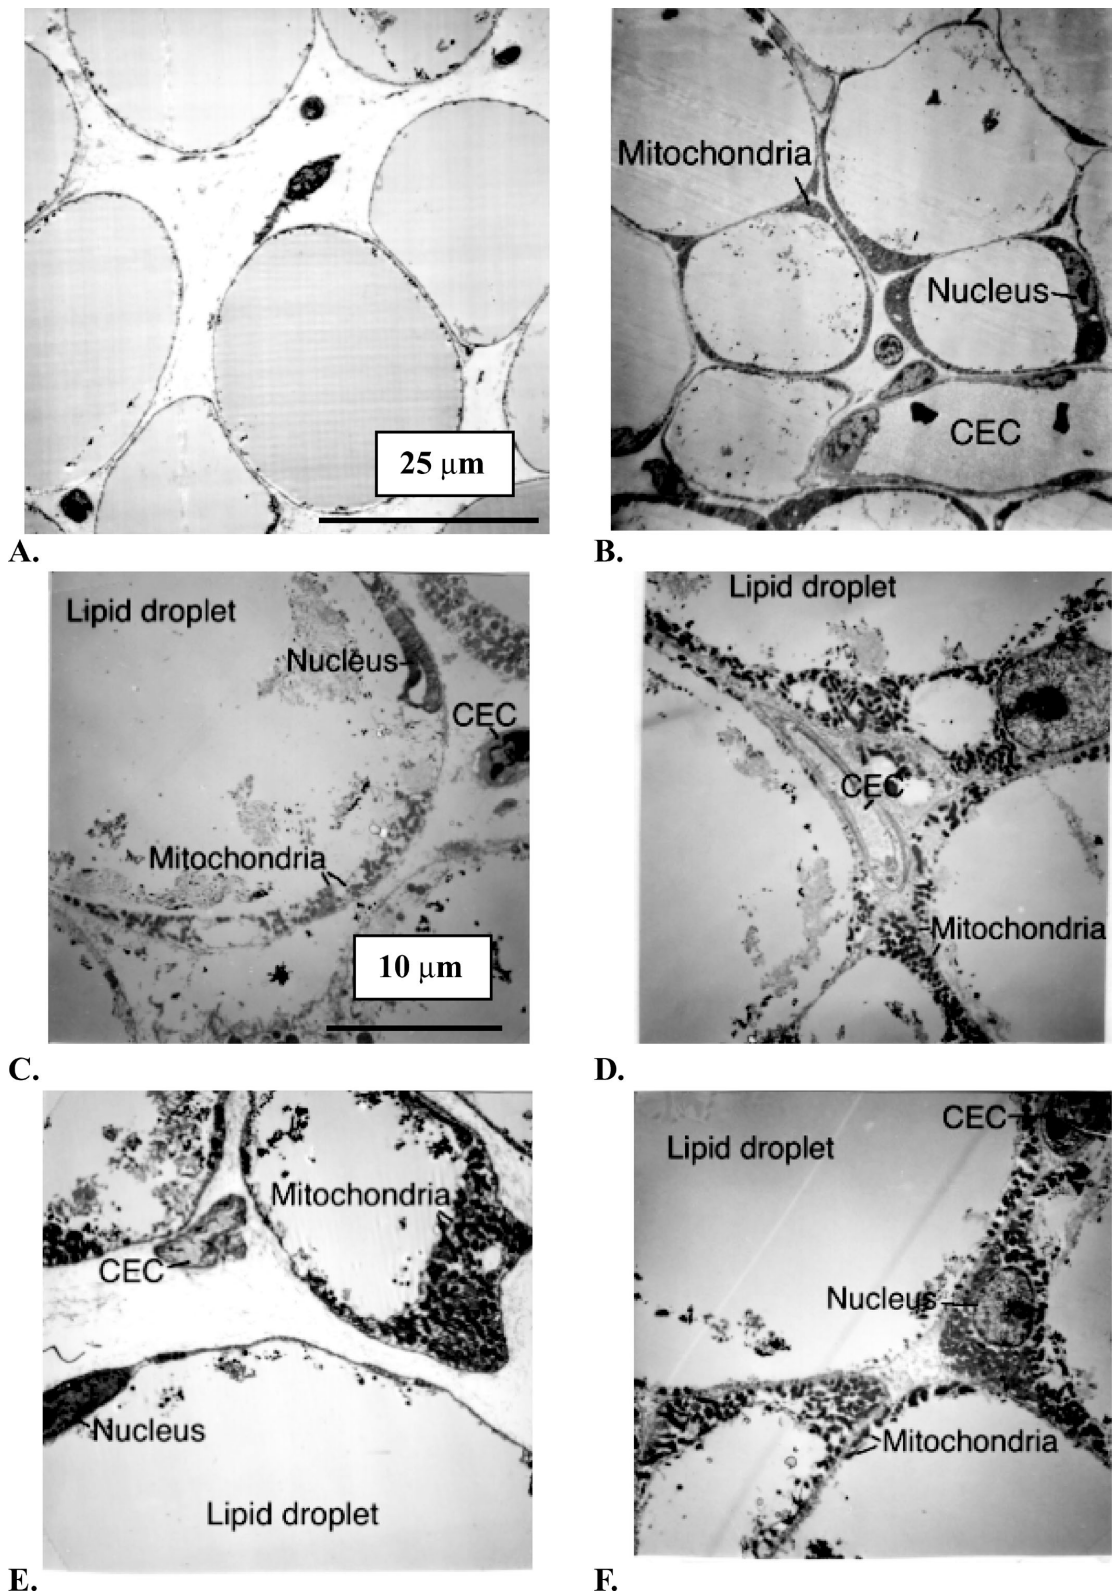 Mitochondria
Nucleus
CEC
25 µm
A.
B.
Lipid droplet
Nucleus
CEC
Mitochondria
10 µm
C.
Lipid droplet
CEC
Mitochondria
D.
Mitochondria
CEC
Nucleus
Lipid droplet
E.
CEC
Lipid droplet
Nucleus
Mitochondria
F.